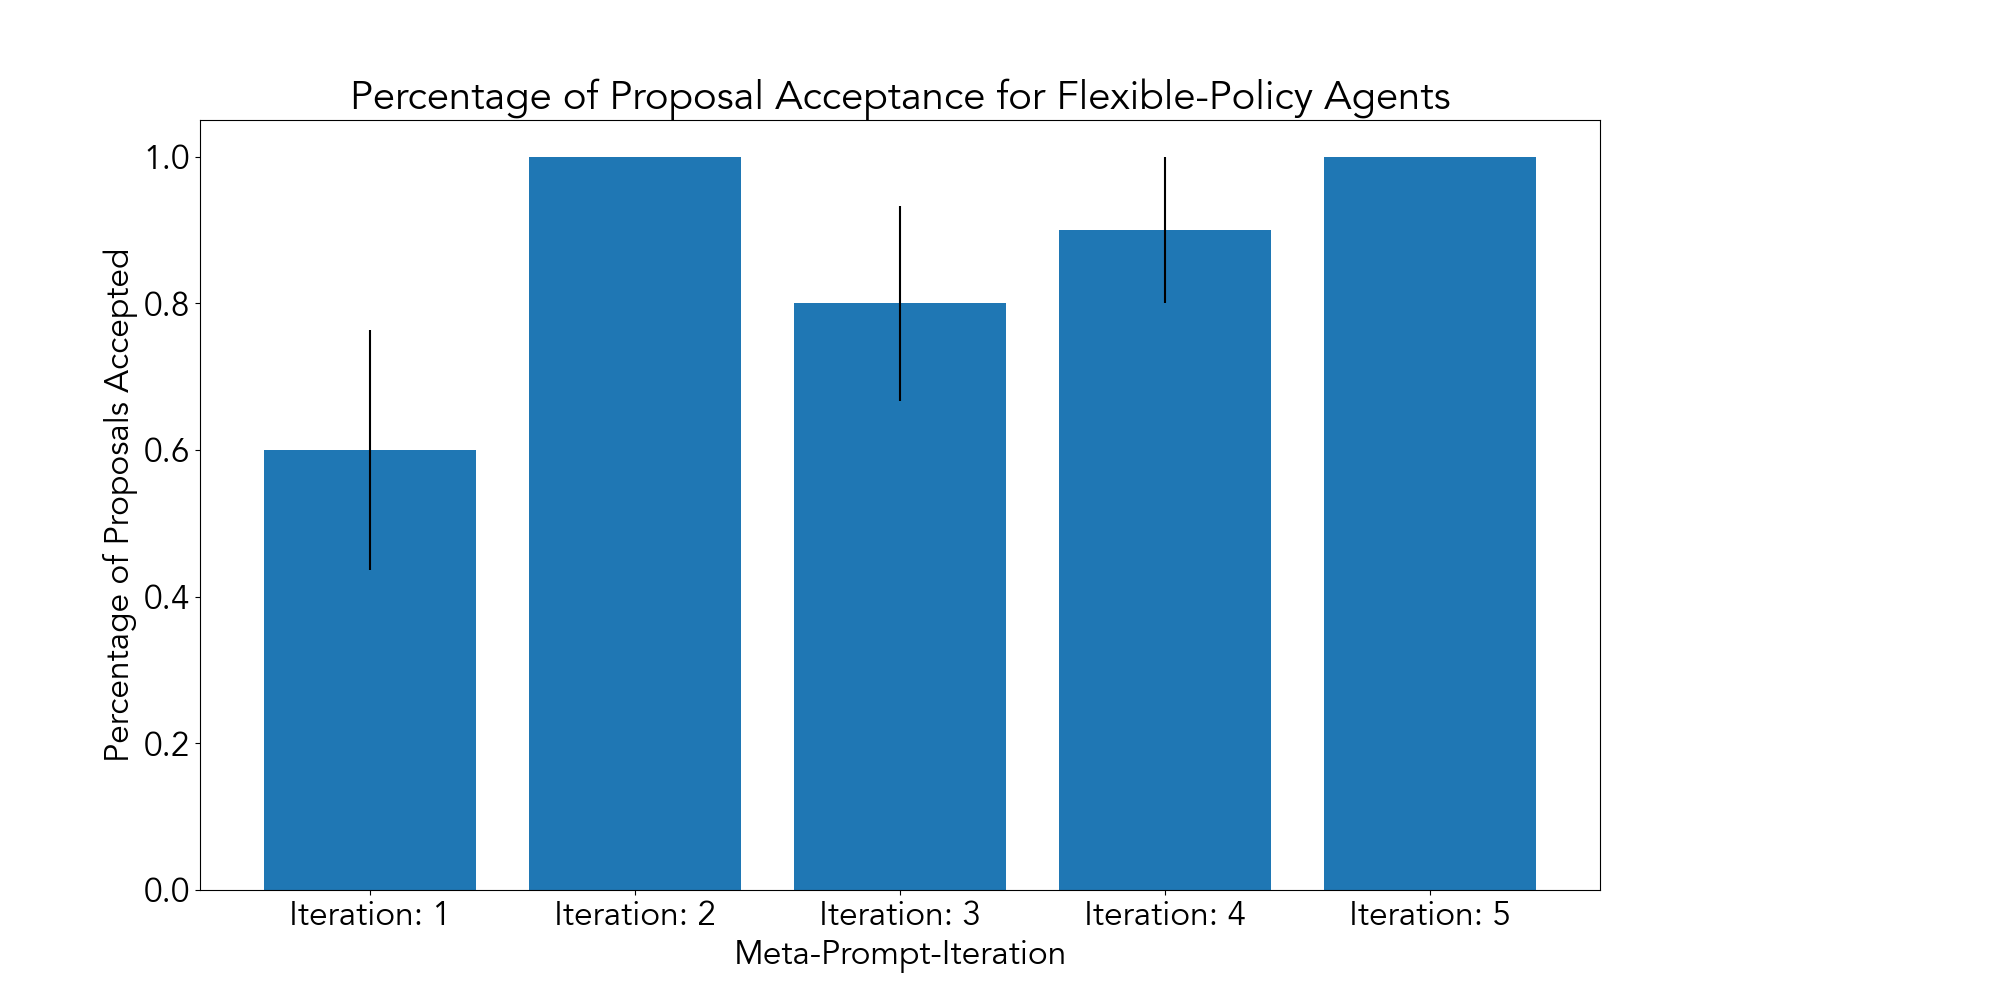 Percentage of Proposal Acceptance for Flexible-Policy Agents
Percentage of Proposals Accepted
1.0
0.8
0.6
0.4
0.2
0.0
Iteration: 1
Iteration: 2
Iteration: 3
Iteration: 4
Iteration: 5
Meta-Prompt-Iteration